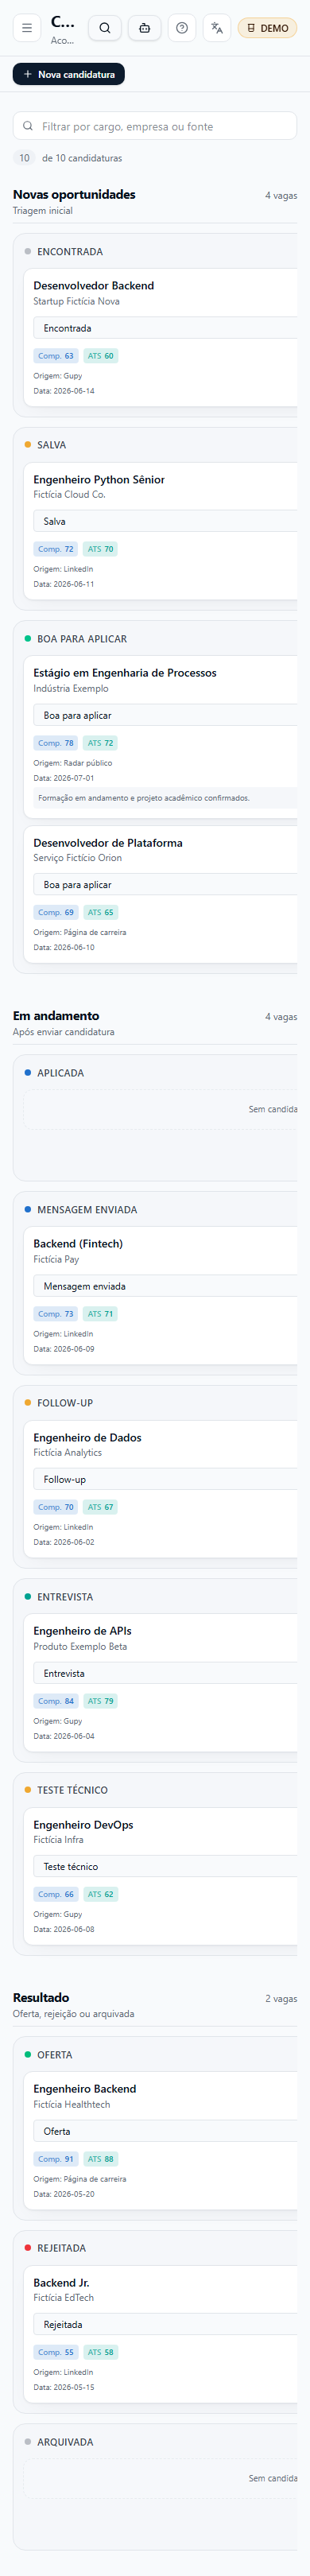 C...
Aco...
DEMO
+ Nova candidatura
Filtrar por cargo, empresa ou fonte
10 de 10 candidaturas
Novas oportunidades
4 vagas
Triagem inicial
ENCONTRADA
Desenvolvedor Backend
Startup Fictícia Nova
Encontrada
Comp. 63 ATS 60
Origem: Gupy
Data: 2026-06-14
SALVA
Engenheiro Python Sênior
Fictícia Cloud Co.
Salva
Comp. 72 ATS 70
Origem: LinkedIn
Data: 2026-06-11
BOA PARA APLICAR
Estágio em Engenharia de Processos
Indústria Exemplo
Boa para aplicar
Comp. 78 ATS 72
Origem: Radar público
Data: 2026-07-01
Formação em andamento e projeto acadêmico confirmados.
Desenvolvedor de Plataforma
Serviço Fictício Orion
Boa para aplicar
Comp. 69 ATS 65
Origem: Página de carreira
Data: 2026-06-10
Em andamento
4 vagas
Após enviar candidatura
APLICADA
Sem candida
MENSAGEM ENVIADA
Backend (Fintech)
Fictícia Pay
Mensagem enviada
Comp. 73 ATS 71
Origem: LinkedIn
Data: 2026-06-09
FOLLOW-UP
Engenheiro de Dados
Fictícia Analytics
Follow-up
Comp. 70 ATS 67
Origem: LinkedIn
Data: 2026-06-02
ENTREVISTA
Engenheiro de APIs
Produto Exemplo Beta
Entrevista
Comp. 84 ATS 79
Origem: Gupy
Data: 2026-06-04
TESTE TÉCNICO
Engenheiro DevOps
Fictícia Infra
Teste técnico
Comp. 66 ATS 62
Origem: Gupy
Data: 2026-06-08
Resultado
2 vagas
Oferta, rejeição ou arquivada
OFERTA
Engenheiro Backend
Fictícia Healthtech
Oferta
Comp. 91 ATS 88
Origem: Página de carreira
Data: 2026-05-20
REJEITADA
Backend Jr.
Fictícia EdTech
Rejeitada
Comp. 55 ATS 58
Origem: LinkedIn
Data: 2026-05-15
ARQUIVADA
Sem candida